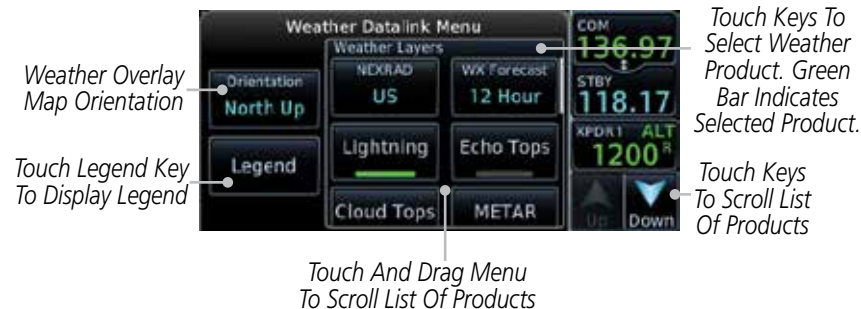 Weather Datalink Menu
Weather Layers
Orientation
North Up
Legend
NEXRAD
US
WX Forecast
12 Hour
Lightning
Echo Tops
Cloud Tops
METAR
COM
136.97
STBY
118.17
XPDR1 ALT
1200 R
Up
Down
Weather Overlay
Map Orientation
Touch Legend Key
To Display Legend
Touch Keys To
Select Weather
Product. Green
Bar Indicates
Selected Product.
Touch Keys
To Scroll List
Of Products
Touch And Drag Menu
To Scroll List Of Products